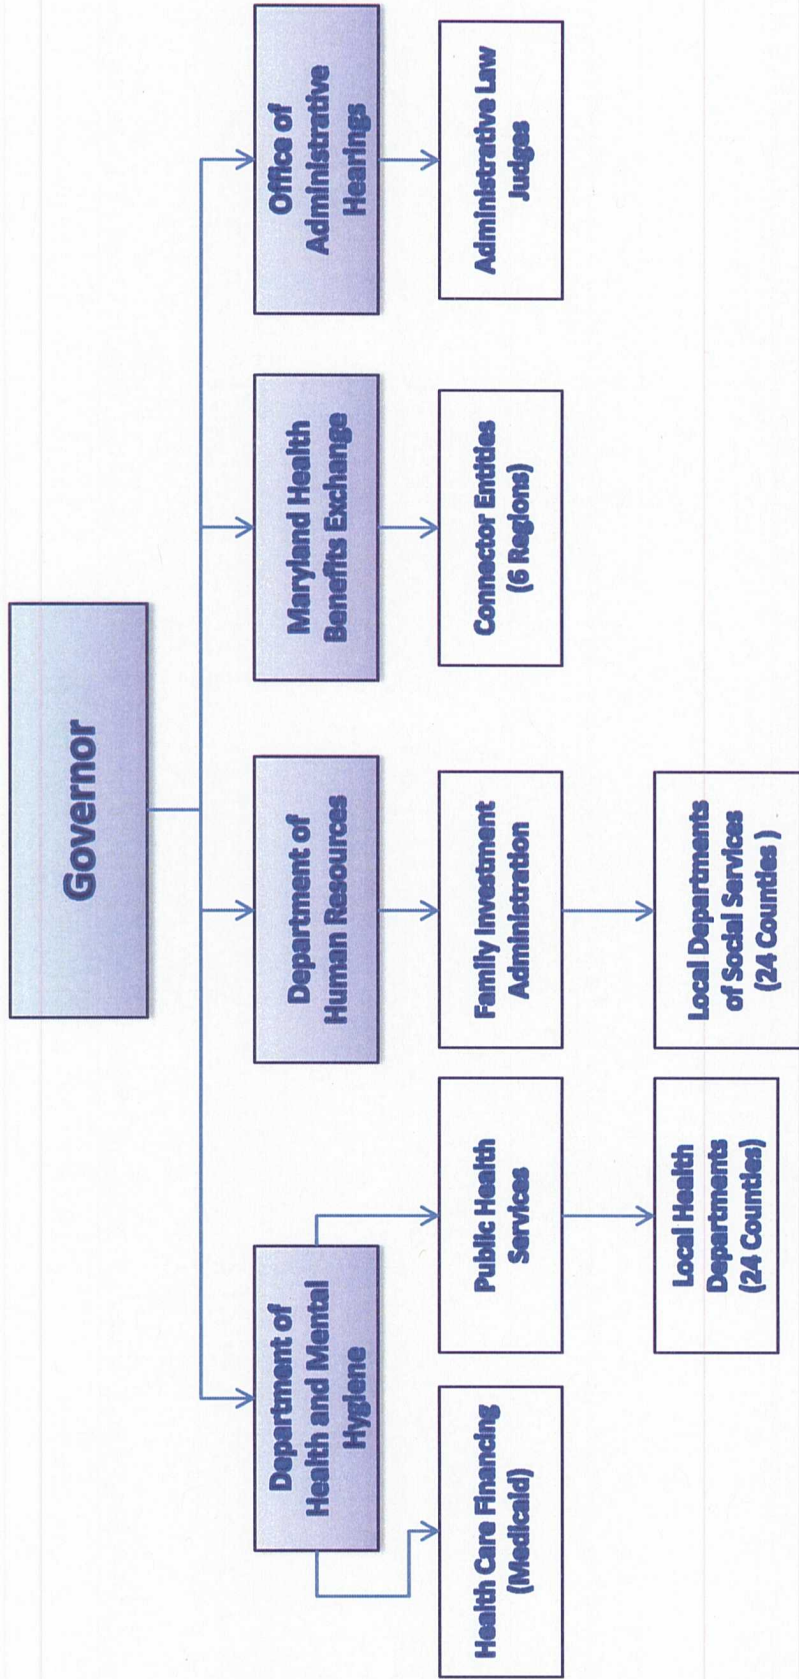 Governor
Department of
Health and Mental
Hygiene
Department of
Human Resources
Maryland Health
Benefits Exchange
Office of
Administrative
Hearings
Health Care Financing
(Medicaid)
Public Health
Services
Family Investment
Administration
Connector Entities
(6 Regions)
Administrative Law
Judges
Local Health
Departments
(24 Counties)
Local Departments
of Social Services
(24 Counties )